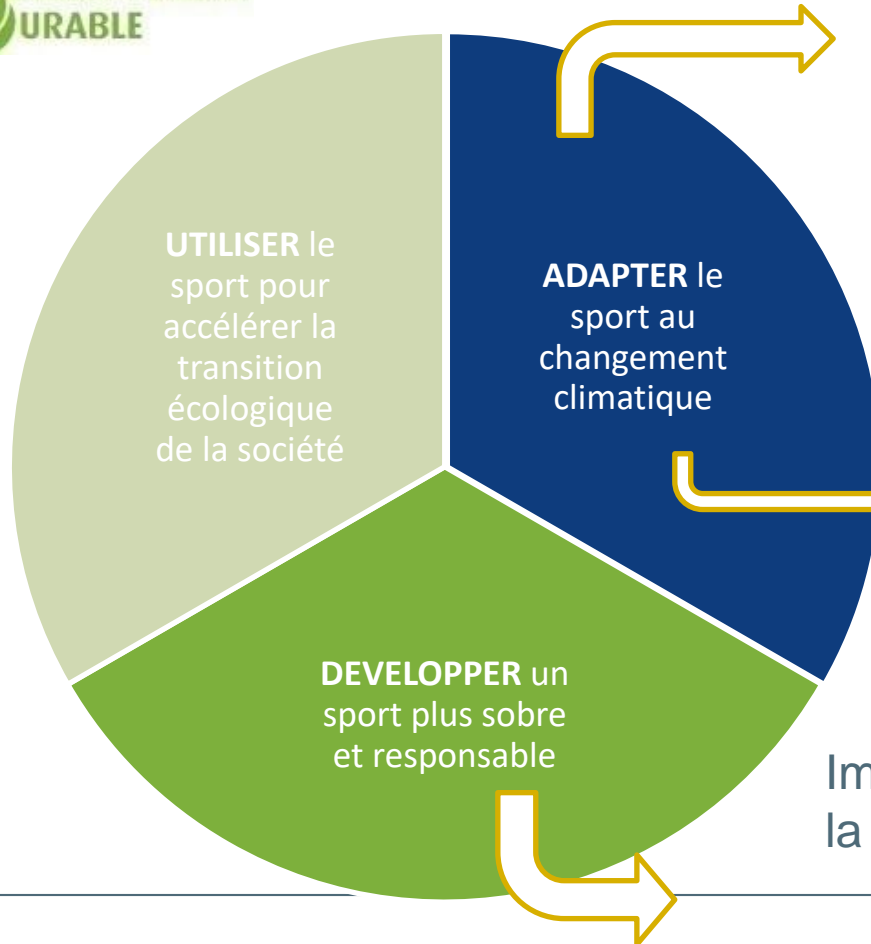 URABLE
UTILISER le
sport pour
accélérer la
transition
écologique
de la société
ADAPTER le
sport au
changement
climatique
DEVELOPPER un
sport plus sobre
et responsable
Im
la